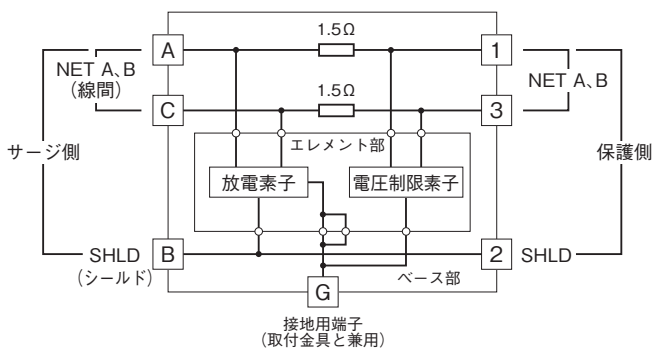 1.5Ω
A
1
NET A、B
(線間)
NET A、B
1.5Ω
C
3
エレメント部
サージ側
保護側
放電素子
電圧制限素子
SHLD
(シールド)
B
2
SHLD
ベース部
G
接地用端子
(取付金具と兼用)